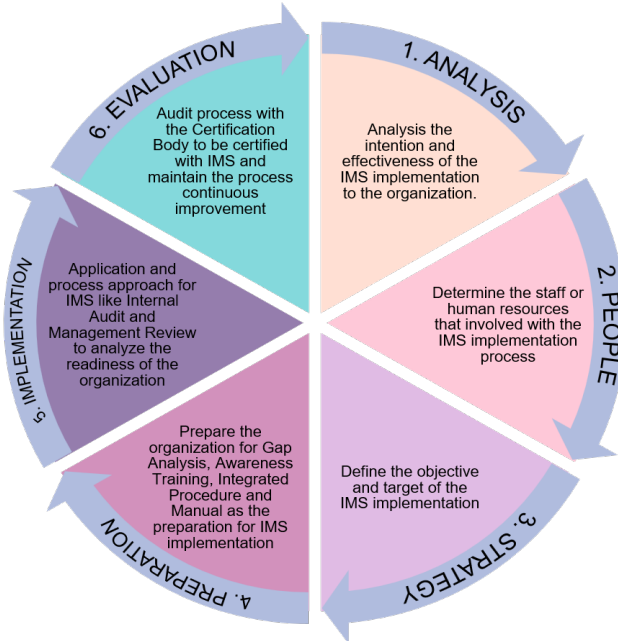 1. ANALYSIS
Analysis the
intention and
effectiveness of the
IMS implementation
to the organization.
2. PEOPLE
Determine the staff or
human resources
that involved with the
IMS implementation
process
3. STRATEGY
Define the objective
and target of the
IMS implementation
4. PREPARATION
Prepare the
organization for Gap
Analysis, Awareness
Training, Integrated
Procedure and
Manual as the
preparation for IMS
implementation
5. IMPLEMENTATION
Application and
process approach for
IMS like Internal
Audit and
Management Review
to analyze the
readiness of the
organization
6. EVALUATION
Audit process with
the Certification
Body to be certified
with IMS and
maintain the process
continuous
improvement